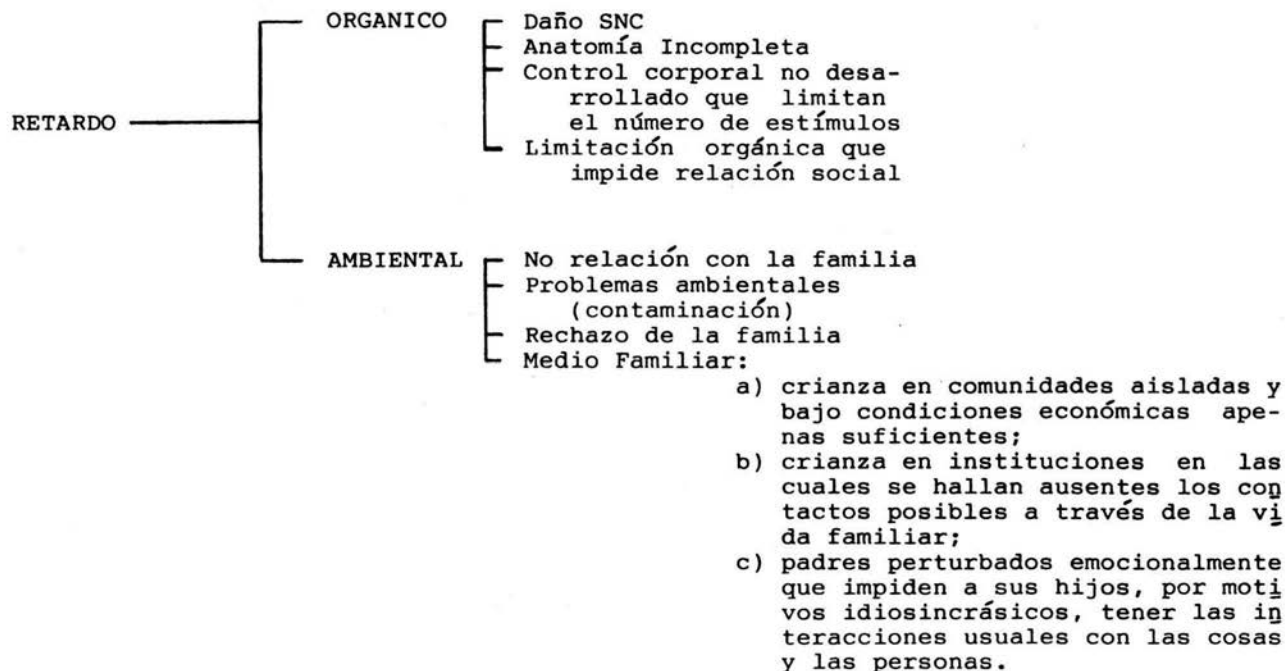 ORGANICO
Daño SNC
Anatomía Incompleta
Control corporal no desa-
rrollado que limitan
el número de estímulos
Limitación orgánica que
impide relación social
RETARDO
AMBIENTAL
No relación con la familia
Problemas ambientales
(contaminación)
Rechazo de la familia
Medio Familiar:
a) crianza en comunidades aisladas y
bajo condiciones económicas ape-
nas suficientes;
b) crianza en instituciones en las
cuales se hallan ausentes los con
tactos posibles a través de la vi
da familiar;
c) padres perturbados emocionalmente
que impiden a sus hijos, por moti
vos idiosincrásicos, tener las in
teracciones usuales con las cosas
y las personas.